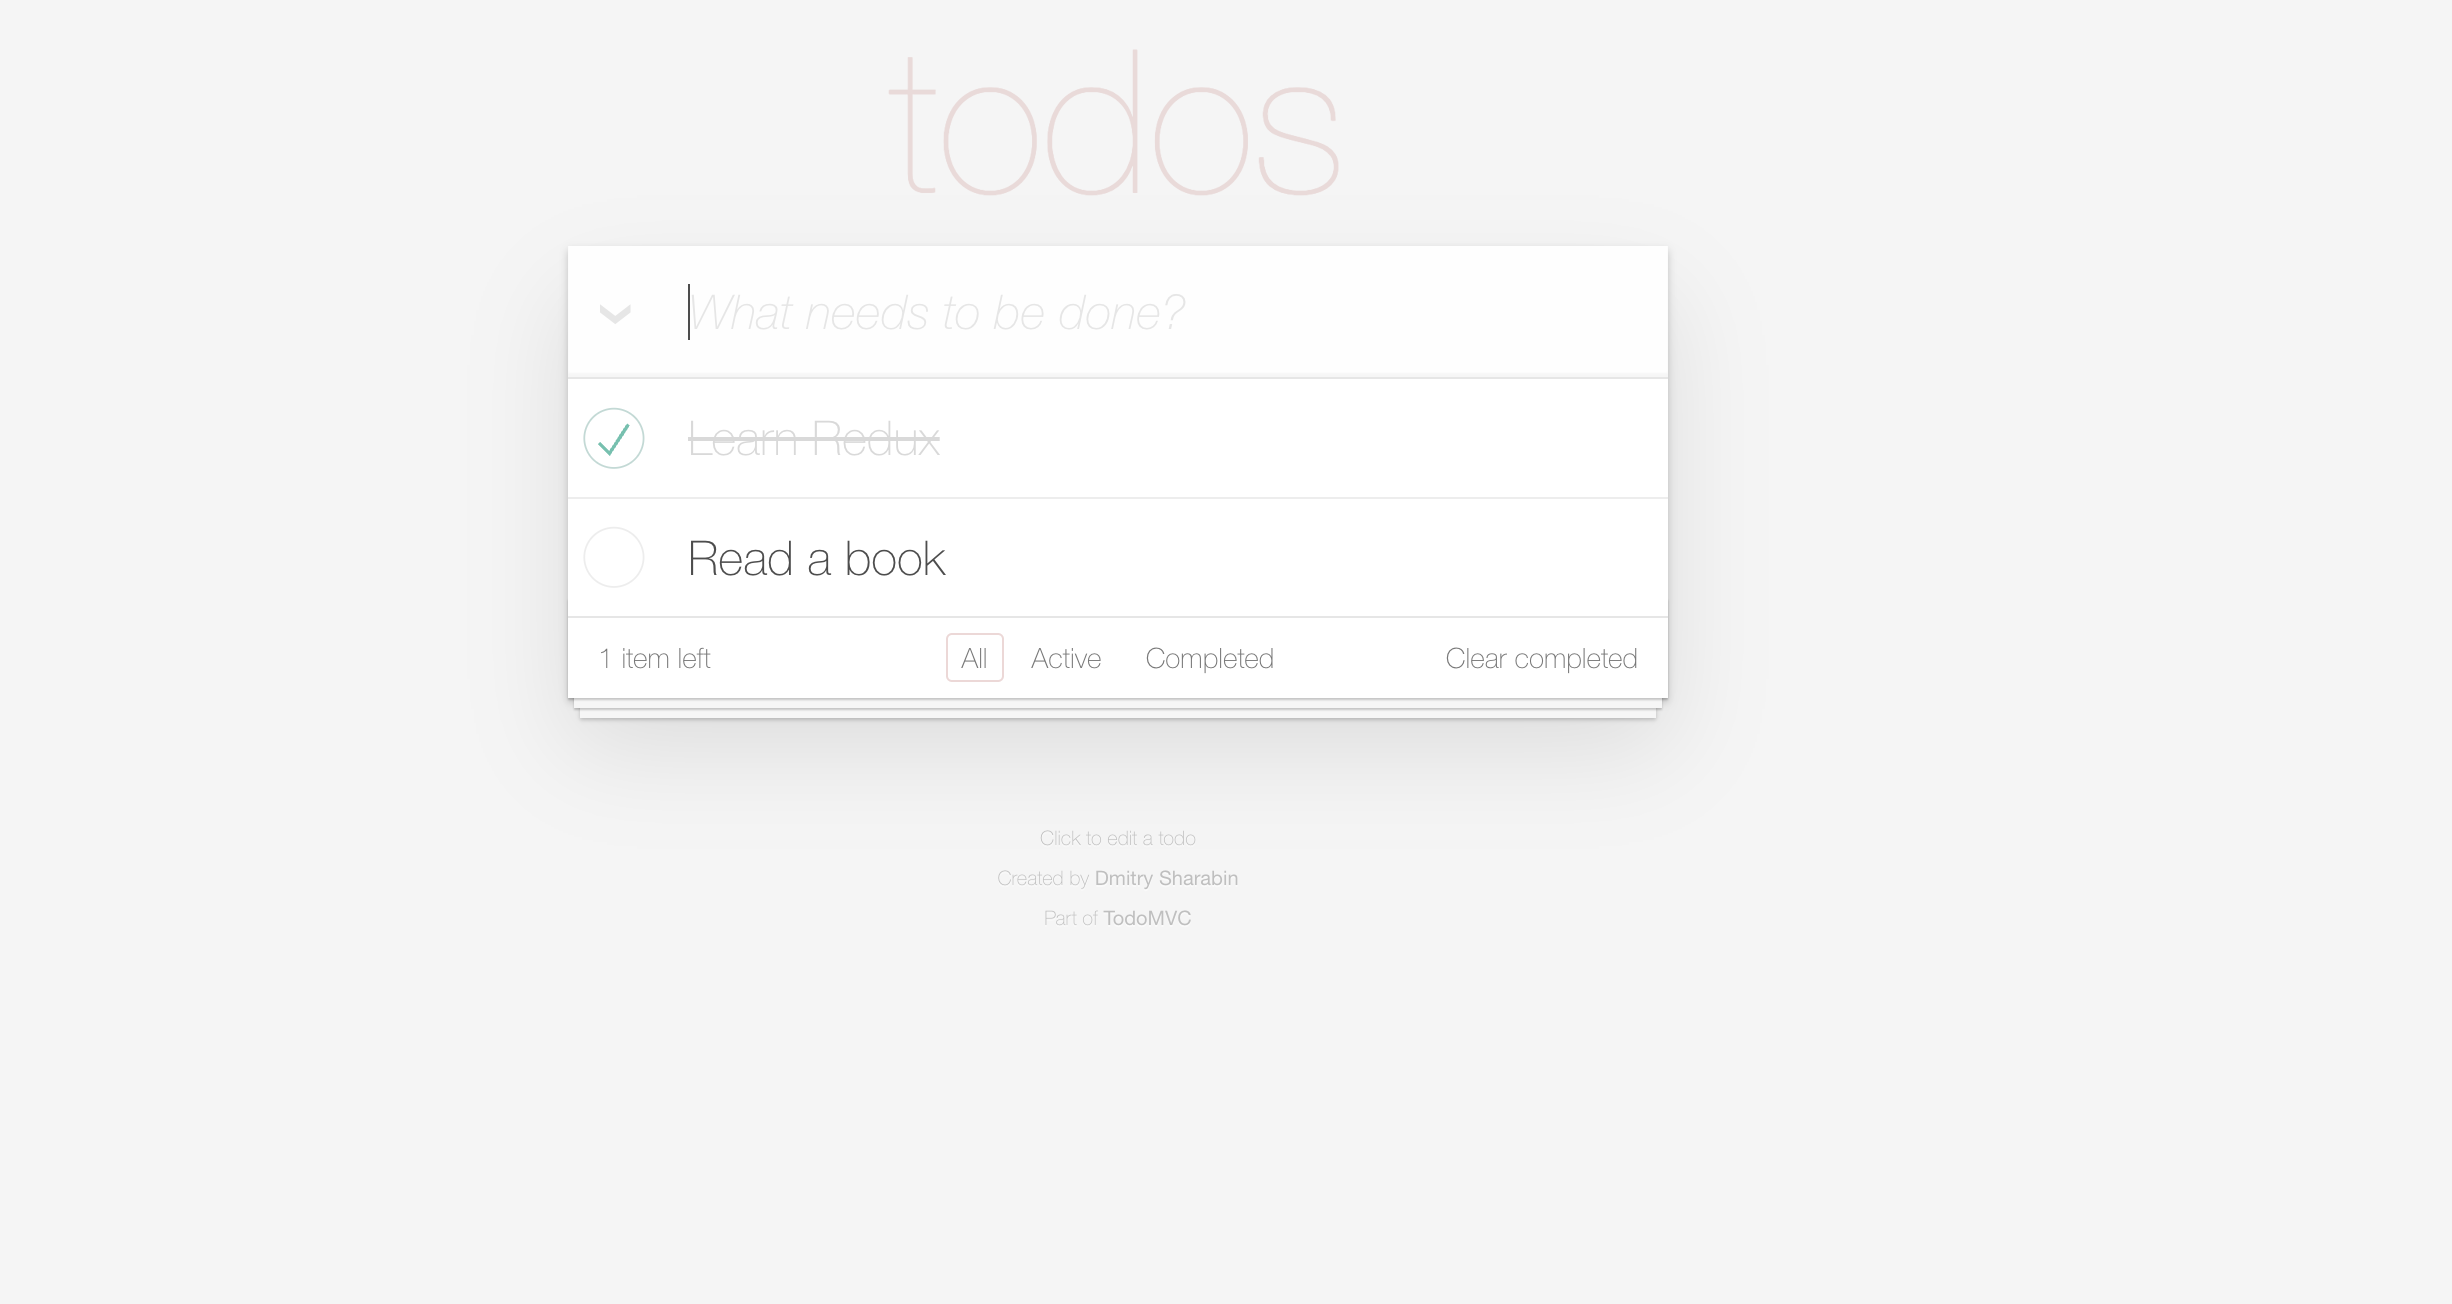 todos
What needs to be done?
Learn Redux
Read a book
1 item left All Active Completed Clear completed
Click to edit a todo
Created by Dmitry Sharabin
Part of TodoMVC